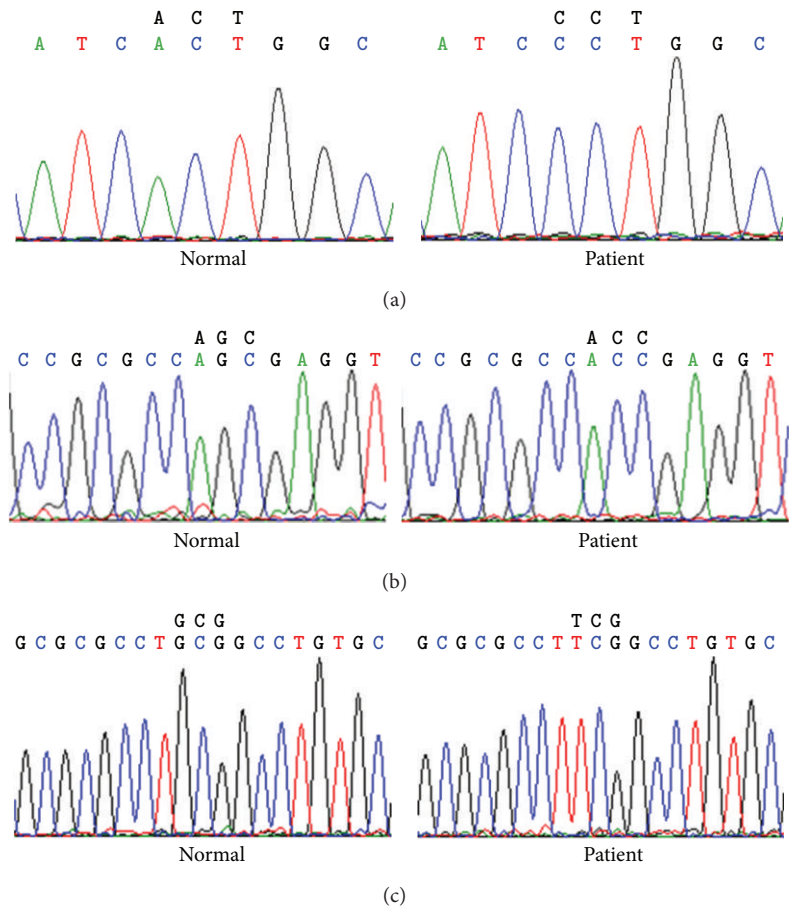 A C T
A T C A C T G G C
Normal
C C T
A T C C C T G G C
Patient
(a)
A G C
C C G C G C C A G C G A G G T
Normal
A C C
C C G C G C C A C C G A G G T
Patient
(b)
G C G
G C G C G C C T G C G G C C T G T G C
Normal
T C G
G C G C G C C T T C G G C C T G T G C
Patient
(c)